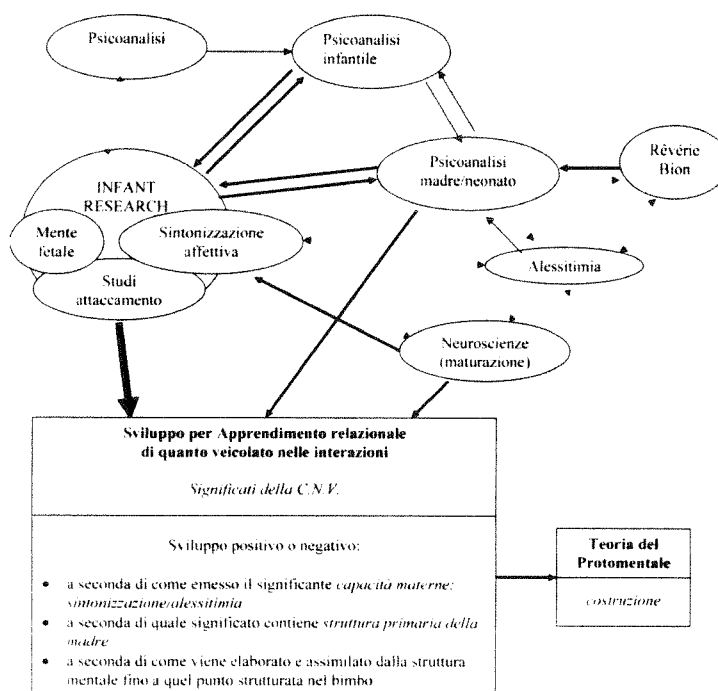 Psicoanalisi
Psicoanalisi
infantile
Psicoanalisi
madre/neonato
Rêvérie
Bion
INFANT
RESEARCH
Mente
fetale
Sintonizzazione
affettiva
Studi
attaccamento
Alessitimia
Neuroscienze
(maturazione)
Sviluppo per Apprendimento relazionale
di quanto veicolato nelle interazioni
Significati della C.N.V.
Sviluppo positivo o negativo:
• a seconda di come emesso il significante capacità materne:
sintonizzazione/alessitimia
• a seconda di quale significato contiene struttura primaria della
madre
• a seconda di come viene elaborato e assimilato dalla struttura
mentale fino a quel punto strutturata nel bimbo
Teoria del
Protomentale
costruzione